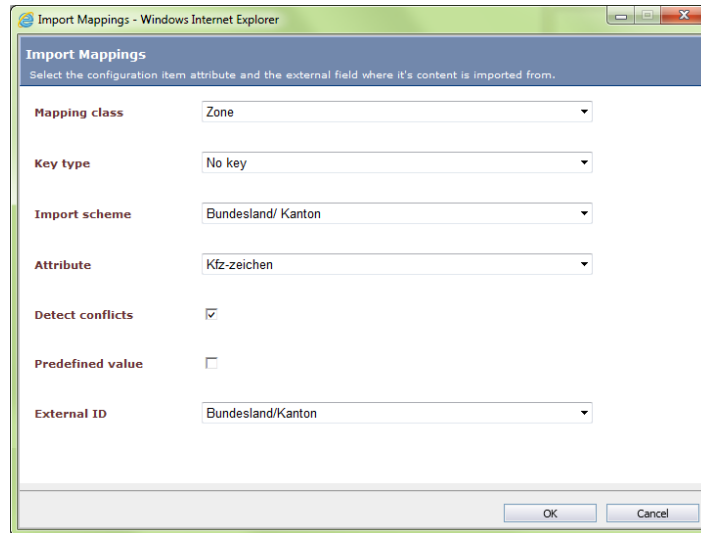 Import Mappings - Windows Internet Explorer
Import Mappings
Select the configuration item attribute and the external field where it's content is imported from.
Mapping class Zone
Key type No key
Import scheme Bundesland/ Kanton
Attribute Kfz-zeichen
Detect conflicts
Predefined value
External ID Bundesland/Kanton
OK Cancel